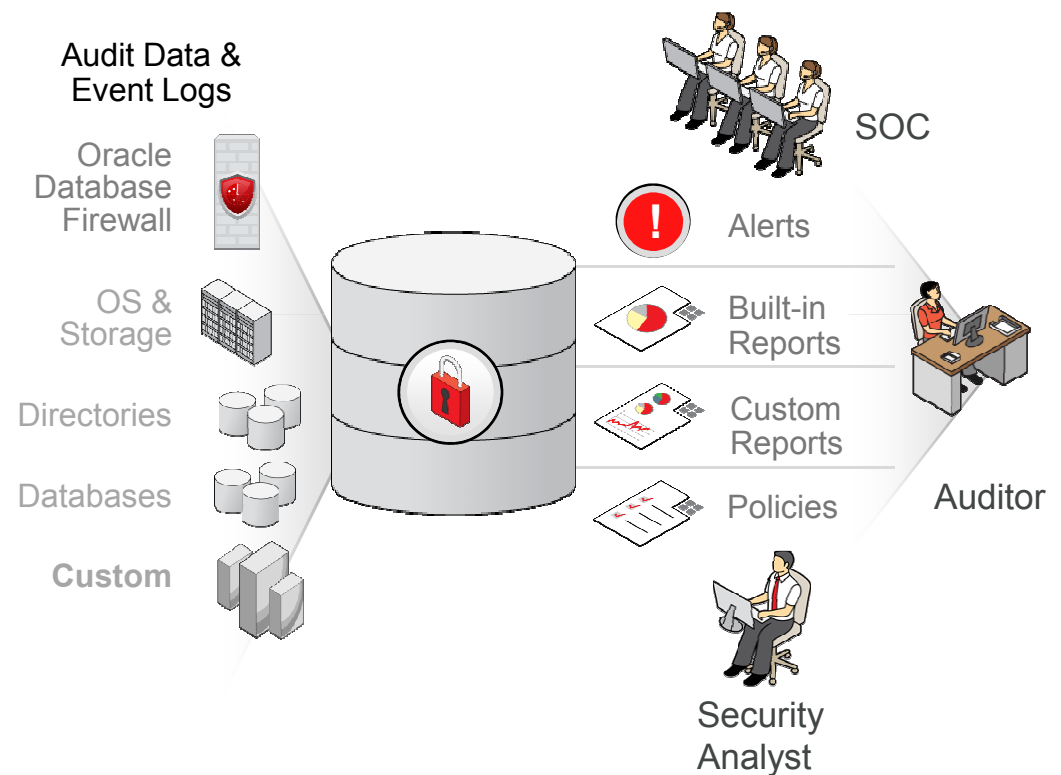 Audit Data &
Event Logs
Oracle
Database
Firewall
OS &
Storage
Directories
Databases
Custom
SOC
!
Alerts
Built-in
Reports
Custom
Reports
Policies
Auditor
Security
Analyst